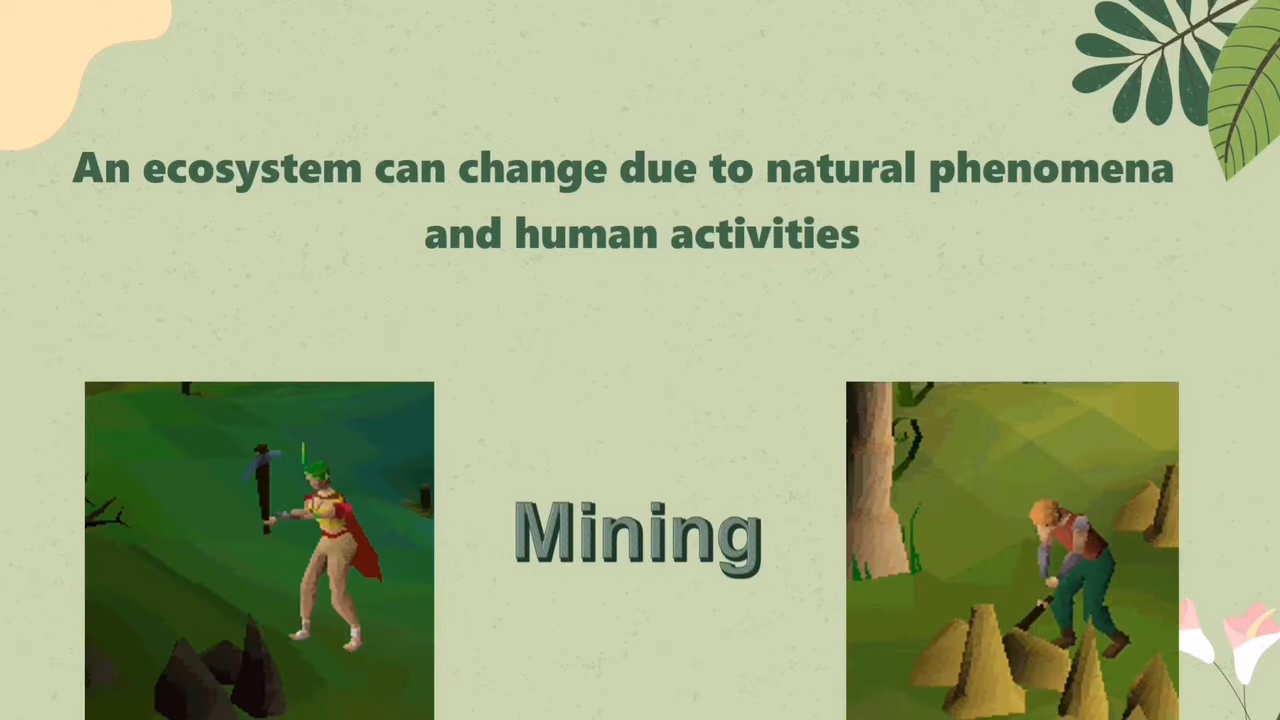 An ecosystem can change due to natural phenomena
and human activities
Mining